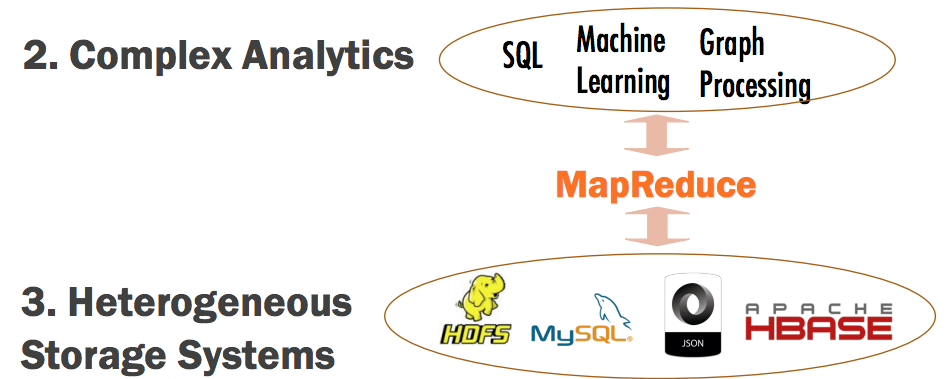 2. Complex Analytics
SQL
Machine
Learning
Graph
Processing
MapReduce
3. Heterogeneous
Storage Systems
HDFS
MySQL®
JSON
APACHE
HBASE